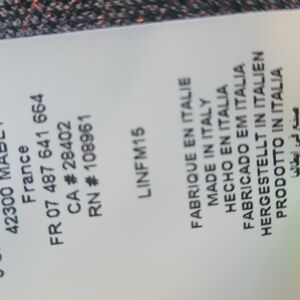 42300 MABLY
France
FR 07 487 641 664
CA # 28402
RN # 108961
LINFM15
FABRIQUE EN ITALIE
MADE IN ITALY
HECHO EN ITALIA
FABRICADO EM ITALIA
HERGESTELLT IN ITALIEN
PRODOTTO IN ITALIA